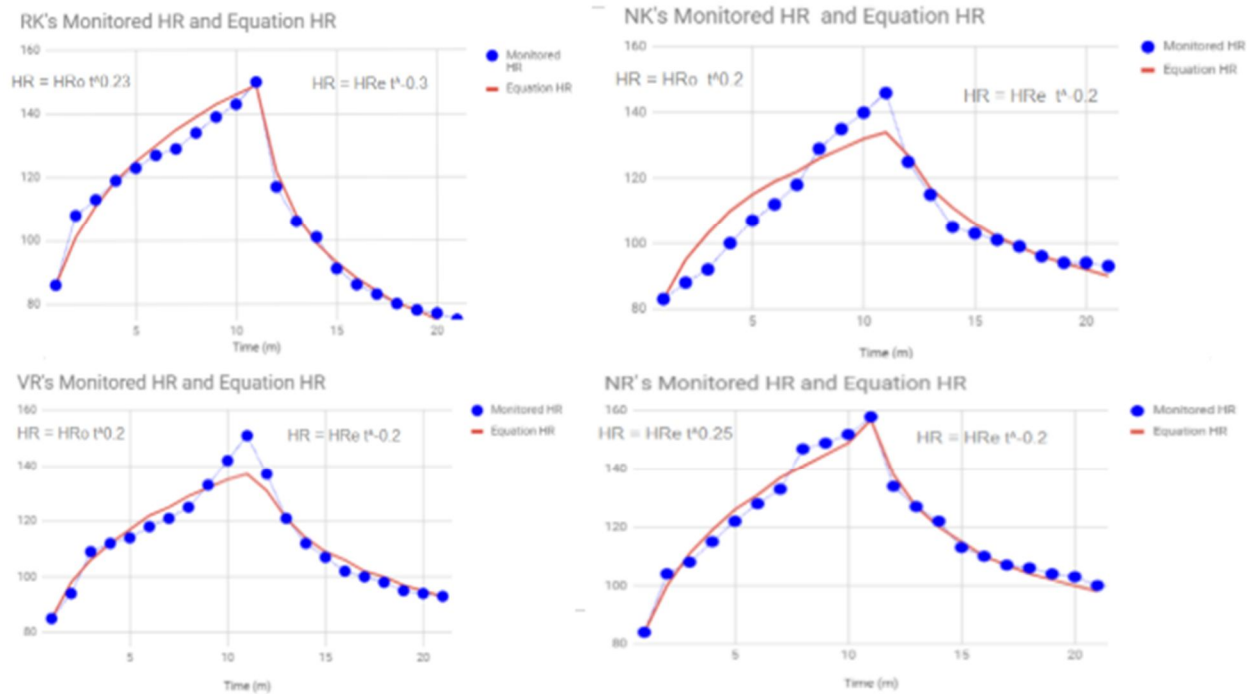 RK's Monitored HR and Equation HR
160
HR = HRo t^0.23
HR = HRe t^-0.3
140
120
100
80
5
10
15
20
Time (m)
Monitored
HR
Equation HR
NK's Monitored HR and Equation HR
160
HR = HRo t^0.2
HR = HRe t^-0.2
140
120
100
80
5
10
15
20
Time (m)
Monitored HR
Equation HR
VR's Monitored HR and Equation HR
160
HR = HRo t^0.2
HR = HRe t^-0.2
140
120
100
80
5
10
15
20
Time (m)
Monitored HR
Equation HR
NR's Monitored HR and Equation HR
160
HR = HRe t^0.25
HR = HRe t^-0.2
140
120
100
80
5
10
15
20
Time (m)
Monitored HR
Equation HR